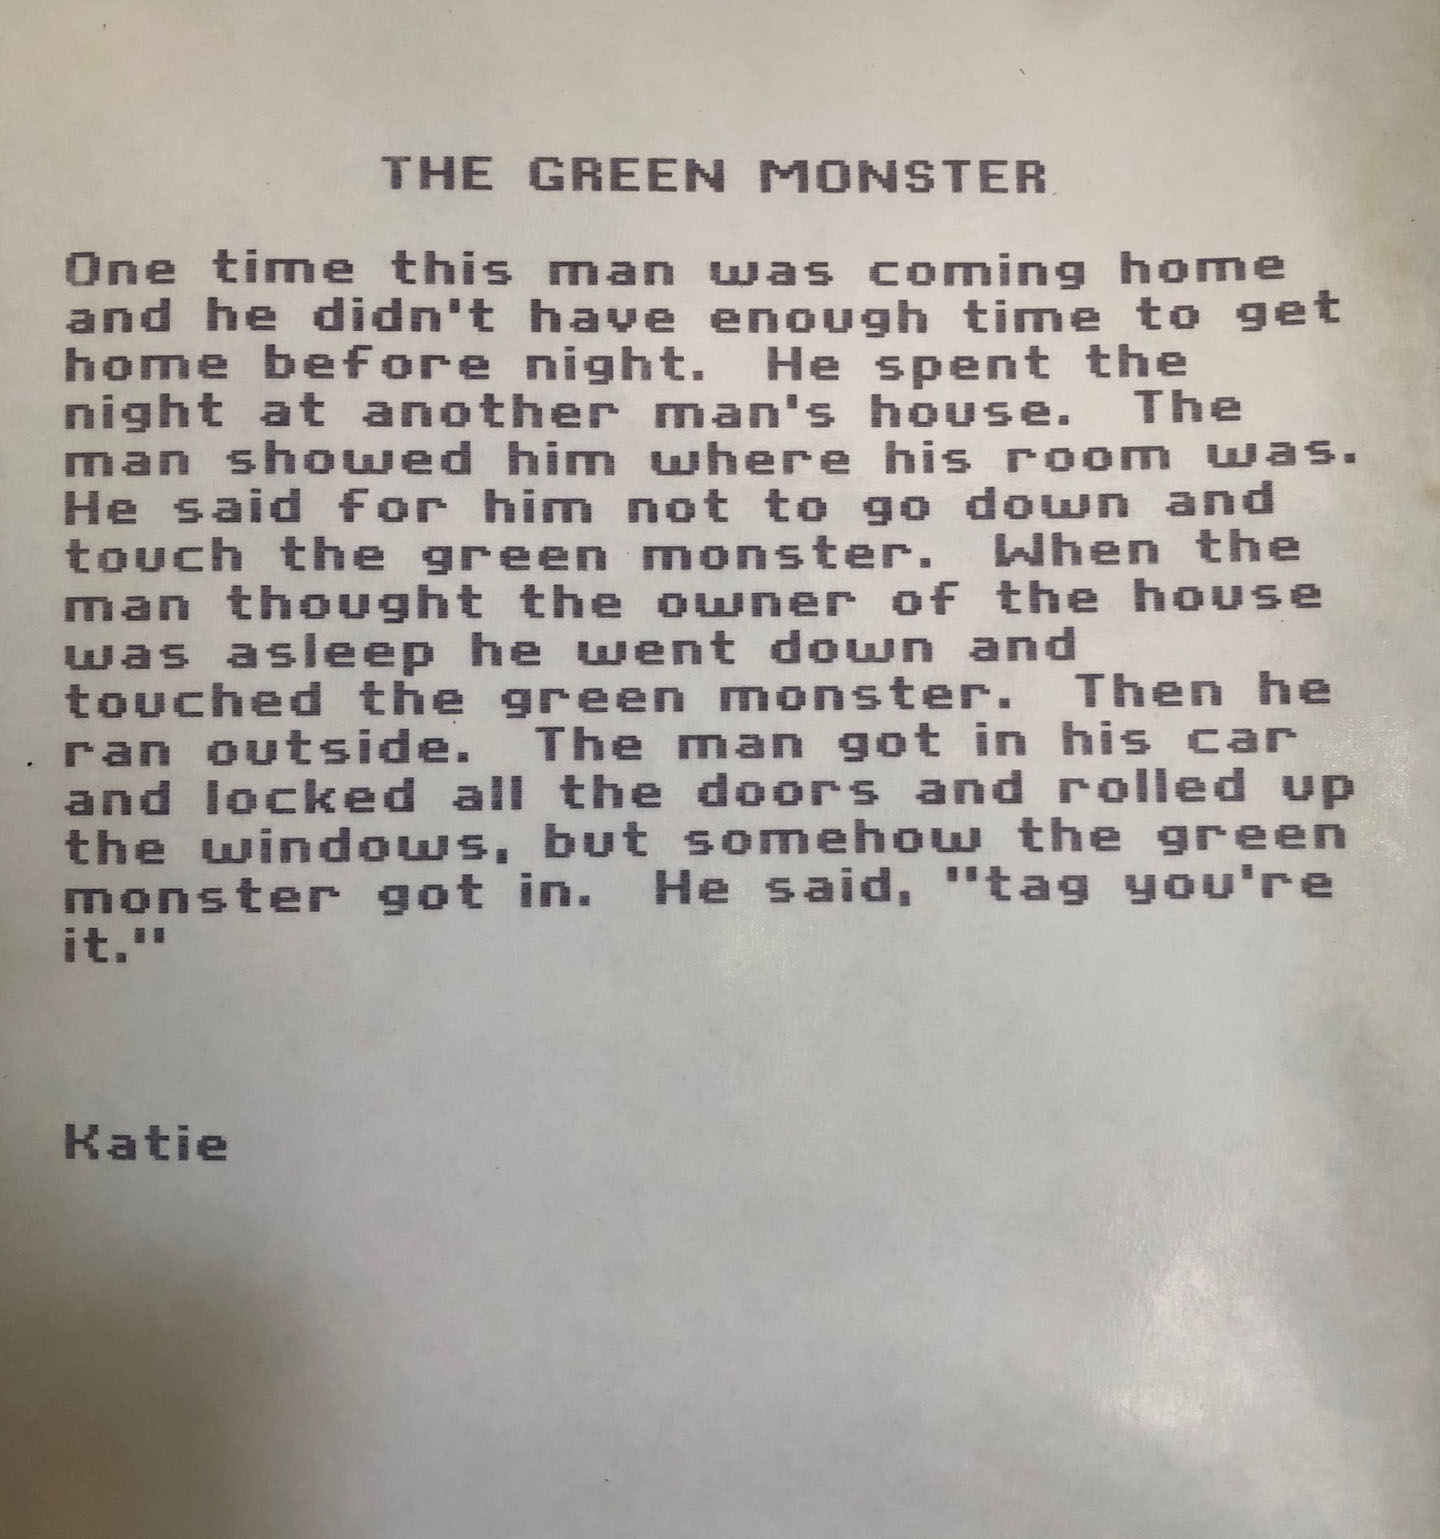 THE GREEN MONSTER
One time this man was coming home
and he didn't have enough time to get
home before night.  He spent the
night at another man's house.  The
man showed him where his room was.
He said for him not to go down and
touch the green monster.  When the
man thought the owner of the house
was asleep he went down and
touched the green monster.  Then he
ran outside.  The man got in his car
and locked all the doors and rolled up
the windows, but somehow the green
monster got in.  He said, "tag you're
it."
Katie